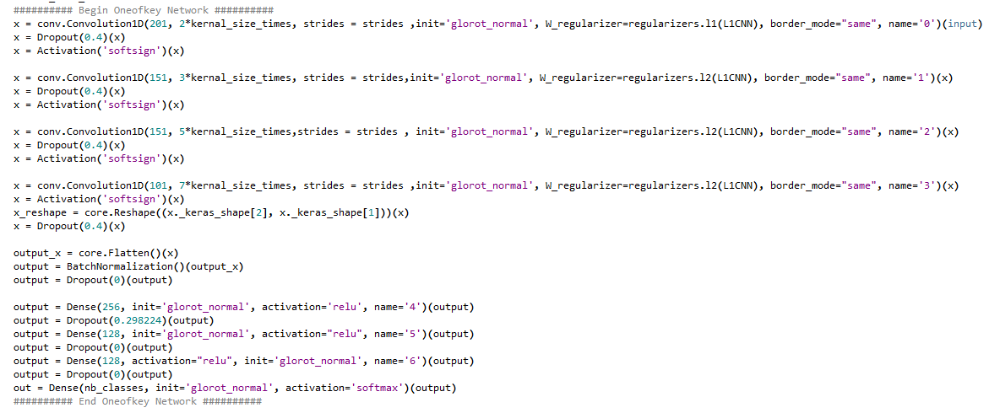 ########## Begin Oneofkey Network ##########
x = conv.Convolution1D(201, 2*kernal_size_times, strides = strides ,init='glorot_normal', W_regularizer=regularizers.l1(L1CNN), border_mode="same", name='0')(input)
x = Dropout(0.4)(x)
x = Activation('softsign')(x)
x = conv.Convolution1D(151, 3*kernal_size_times, strides = strides,init='glorot_normal', W_regularizer=regularizers.l2(L1CNN), border_mode="same", name='1')(x)
x = Dropout(0.4)(x)
x = Activation('softsign')(x)
x = conv.Convolution1D(151, 5*kernal_size_times,strides = strides , init='glorot_normal', W_regularizer=regularizers.l2(L1CNN), border_mode="same", name='2')(x)
x = Dropout(0.4)(x)
x = Activation('softsign')(x)
x = conv.Convolution1D(101, 7*kernal_size_times, strides = strides ,init='glorot_normal', W_regularizer=regularizers.l2(L1CNN), border_mode="same", name='3')(x)
x = Activation('softsign')(x)
x_reshape = core.Reshape((x._keras_shape[2], x._keras_shape[1]))(x)
x = Dropout(0.4)(x)
output_x = core.Flatten()(x)
output = BatchNormalization()(output_x)
output = Dropout(0)(output)
output = Dense(256, init='glorot_normal', activation='relu', name='4')(output)
output = Dropout(0.298224)(output)
output = Dense(128, init='glorot_normal', activation="relu", name='5')(output)
output = Dropout(0)(output)
output = Dense(128, activation="relu", init='glorot_normal', name='6')(output)
output = Dropout(0)(output)
out = Dense(nb_classes, init='glorot_normal', activation='softmax')(output)
########## End Oneofkey Network ##########